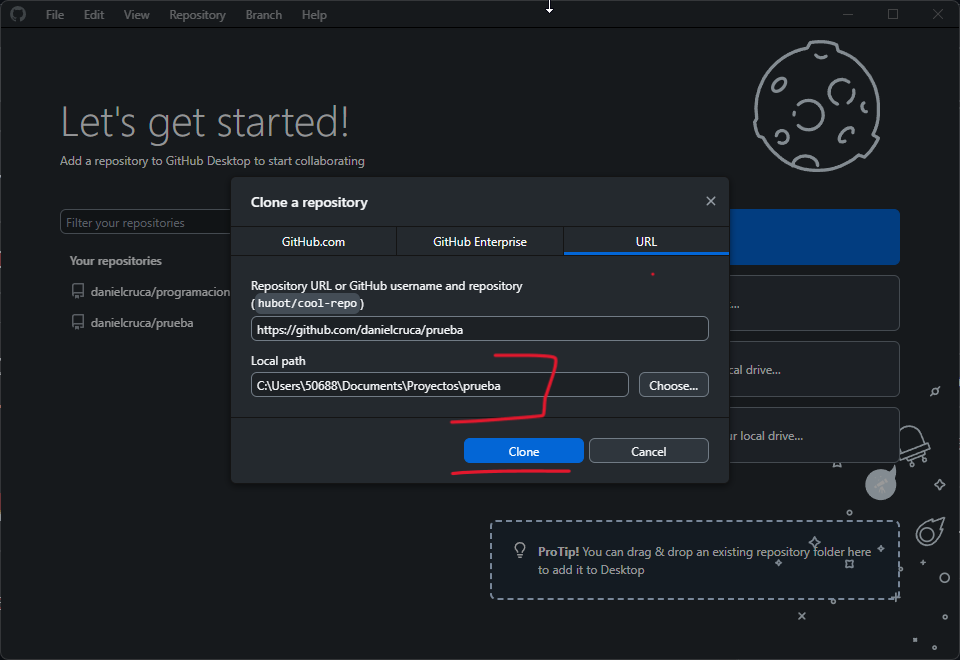 File Edit View Repository Branch Help
Let's get started!
Add a repository to GitHub Desktop to start collaborating
Filter your repositories
Your repositories
danielcruca/programacion
danielcruca/prueba
Clone a repository
GitHub.com GitHub Enterprise URL
Repository URL or GitHub username and repository
(hubot/cool-repo)
https://github.com/danielcruca/prueba
Local path
C:\Users\50688\Documents\Proyectos\prueba Choose...
Clone Cancel
...
cal drive...
ur local drive...
ProTip! You can drag & drop an existing repository folder here
to add it to Desktop